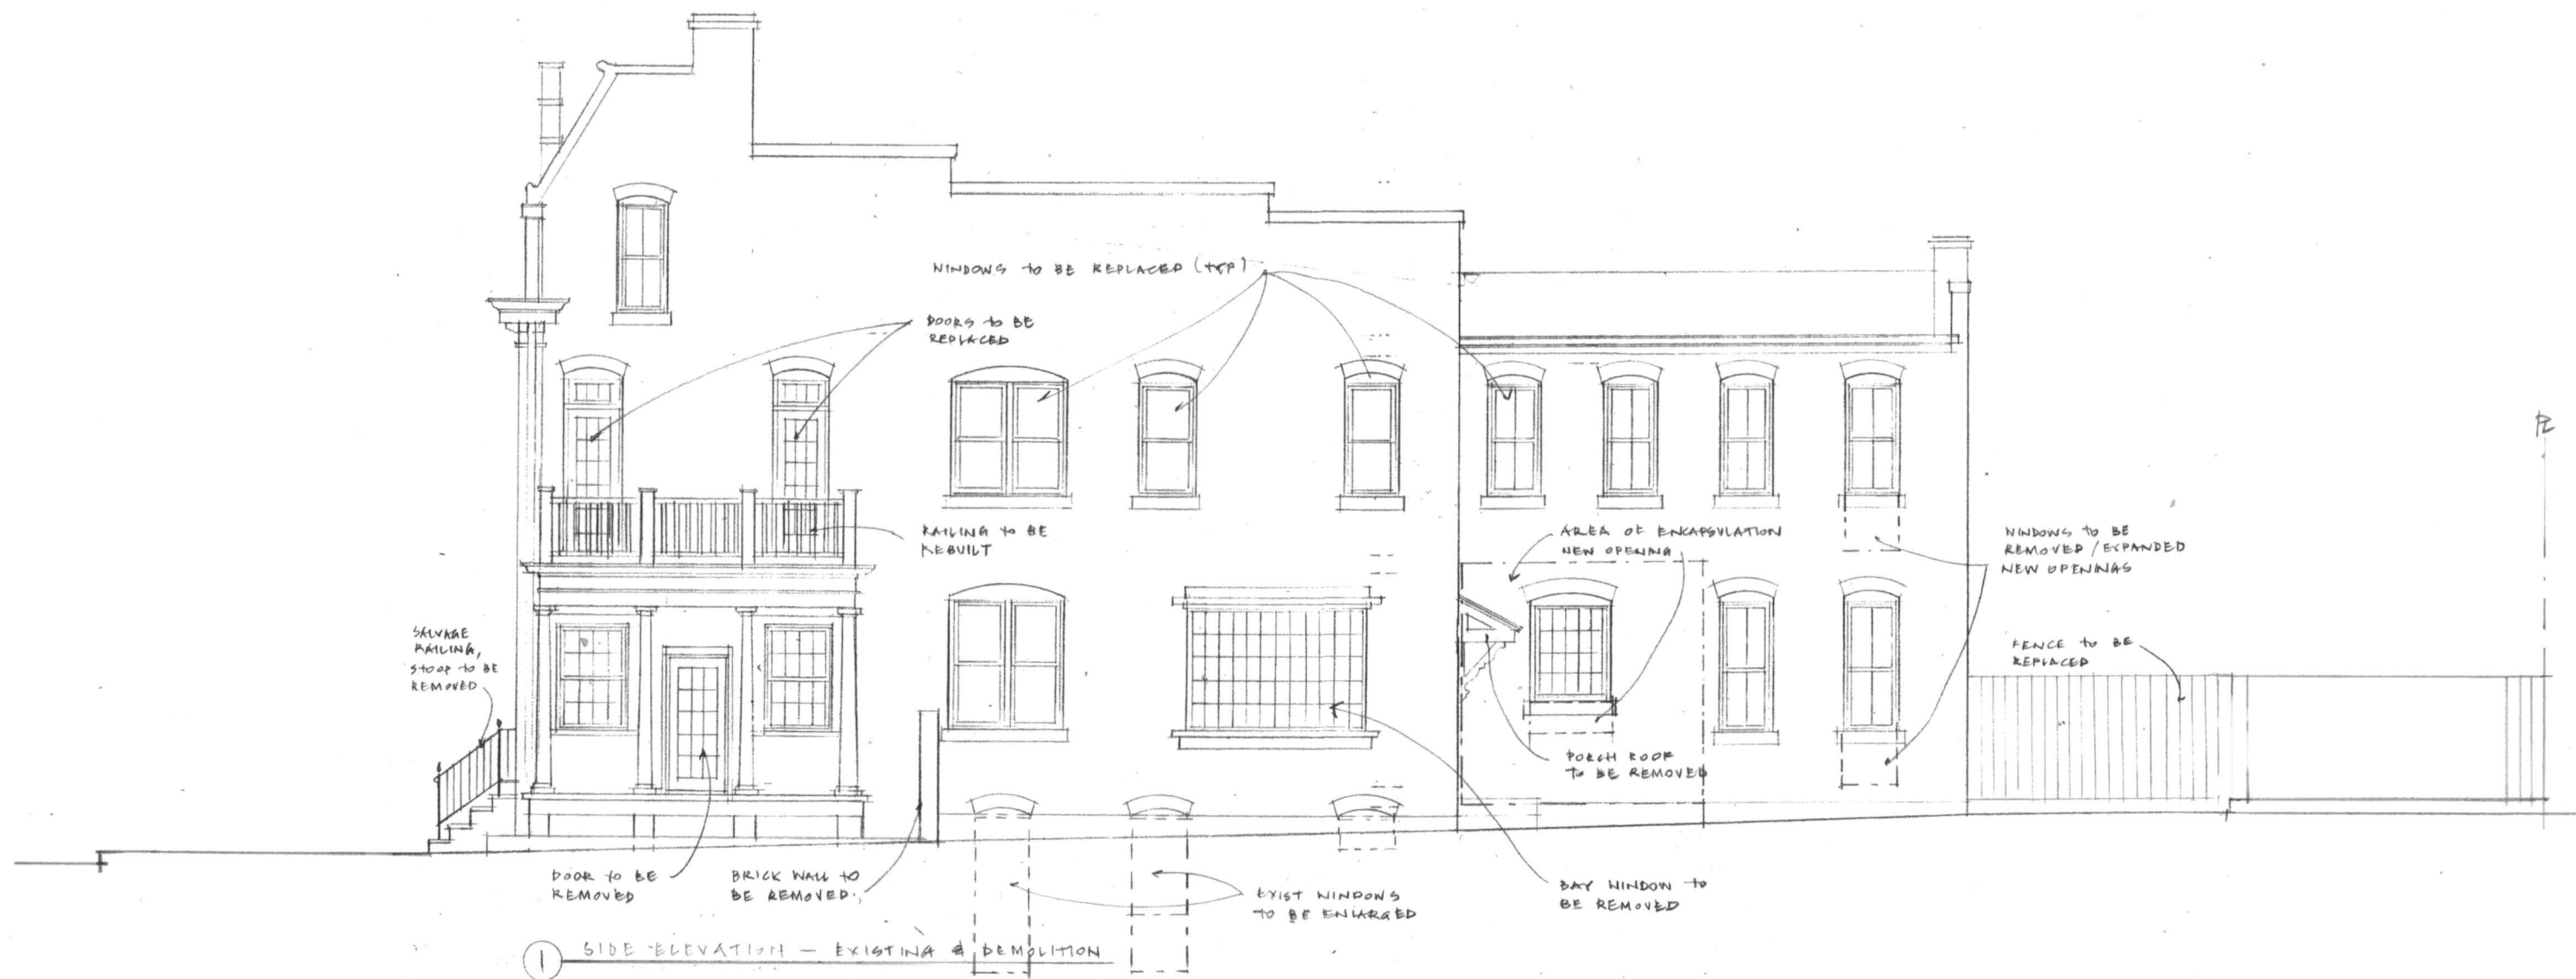 WINDOWS TO BE REPLACED (TYP)
DOORS TO BE
REPLACED
RAILING TO BE
REBUILT
AREA OF ENCAPSULATION
NEW OPENING
WINDOWS TO BE
REMOVED / EXPANDED
NEW OPENINGS
PL
SALVAGE
RAILING,
STOOP TO BE
REMOVED
FENCE TO BE
REPLACED
PORCH ROOF
TO BE REMOVED
DOOR TO BE
REMOVED
BRICK WALL TO
BE REMOVED.
EXIST WINDOWS
TO BE ENLARGED
BAY WINDOW TO
BE REMOVED
1 SIDE ELEVATION — EXISTING & DEMOLITION